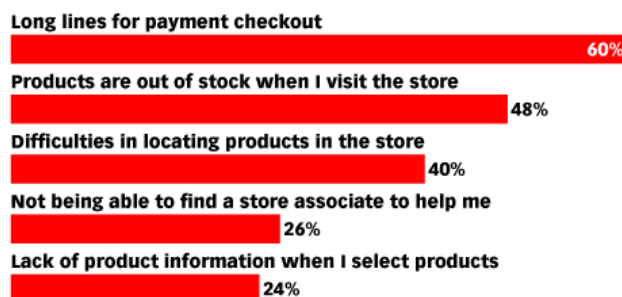 Long lines for payment checkout
60%
Products are out of stock when I visit the store
48%
Difficulties in locating products in the store
40%
Not being able to find a store associate to help me
26%
Lack of product information when I select products
24%